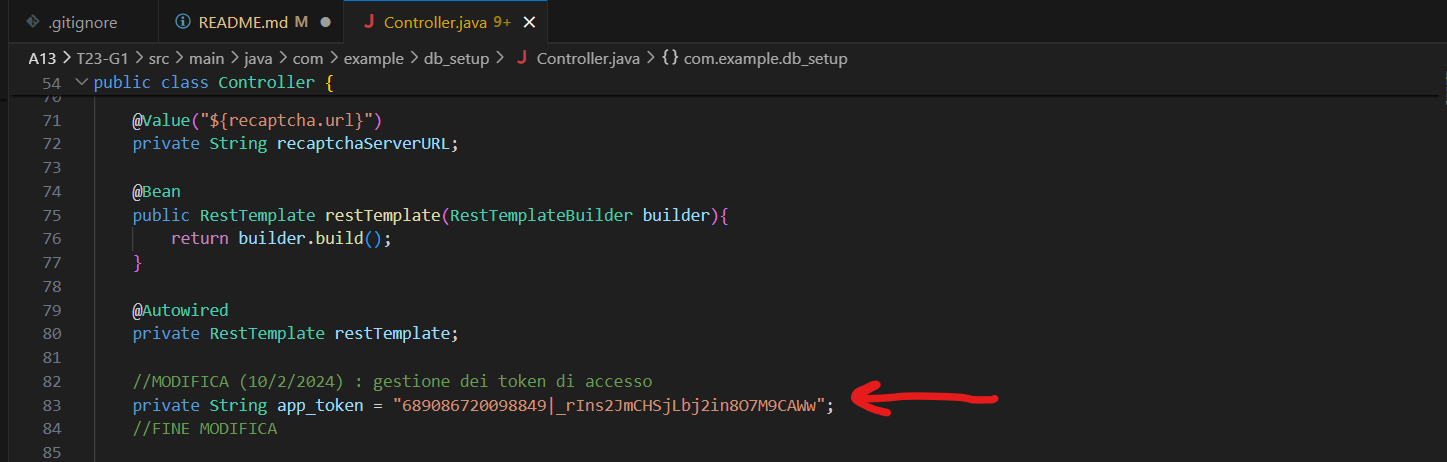 .gitignore README.md M Controller.java 9+
A13 > T23-G1 > src > main > java > com > example > db_setup > Controller.java > {} com.example.db_setup
54 public class Controller {
70
71 @Value("${recaptcha.url}")
72 private String recaptchaServerURL;
73
74 @Bean
75 public RestTemplate restTemplate(RestTemplateBuilder builder){
76 return builder.build();
77 }
78
79 @Autowired
80 private RestTemplate restTemplate;
81
82 //MODIFICA (10/2/2024) : gestione dei token di accesso
83 private String app_token = "689086720098849|_rIns2JmCHSjLbj2in8O7M9CAWw";
84 //FINE MODIFICA
85